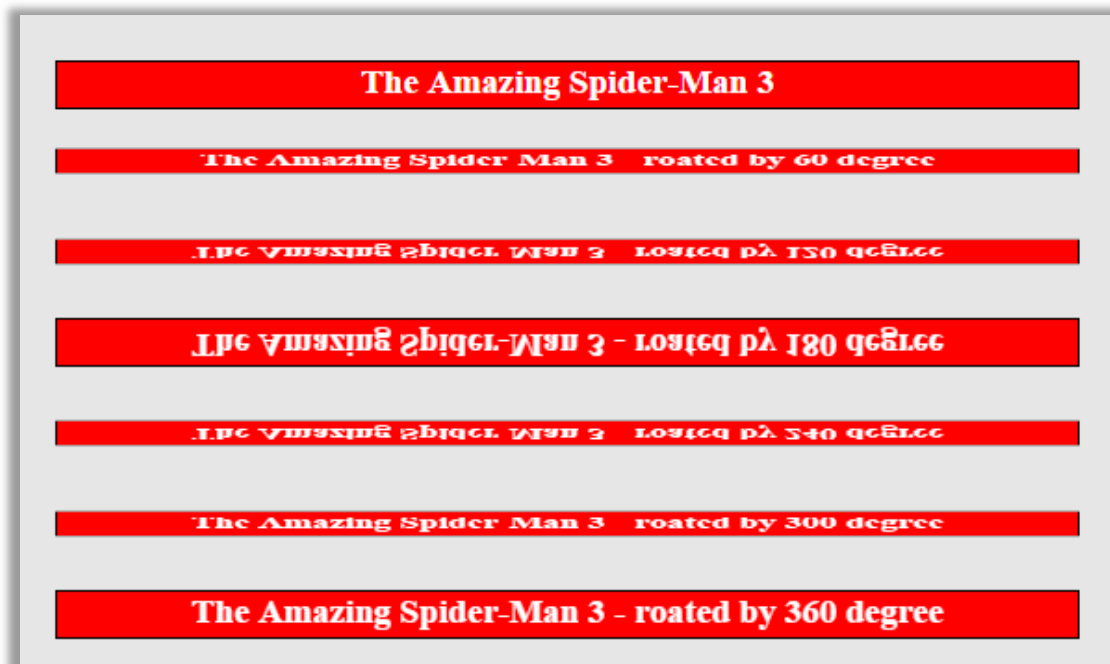 The Amazing Spider-Man 3
The Amazing Spider-Man 3 - roated by 60 degree
The Amazing Spider-Man 3 - roated by 120 degree
The Amazing Spider-Man 3 - roated by 180 degree
The Amazing Spider-Man 3 - roated by 240 degree
The Amazing Spider-Man 3 - roated by 300 degree
The Amazing Spider-Man 3 - roated by 360 degree